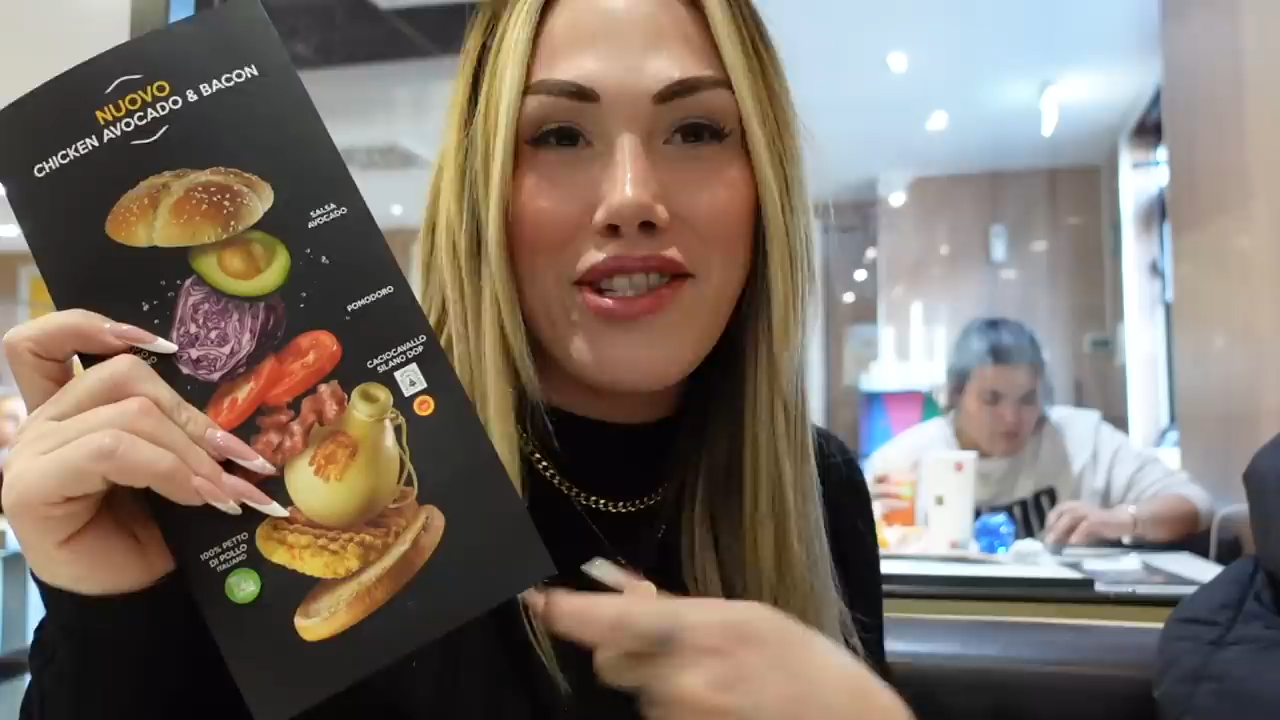 NUOVO
CHICKEN AVOCADO & BACON
SALSA
AVOCADO
POMODORO
CACIOCAVALLO
SILANO DOP
100% PETTO
DI POLLO
ITALIANO